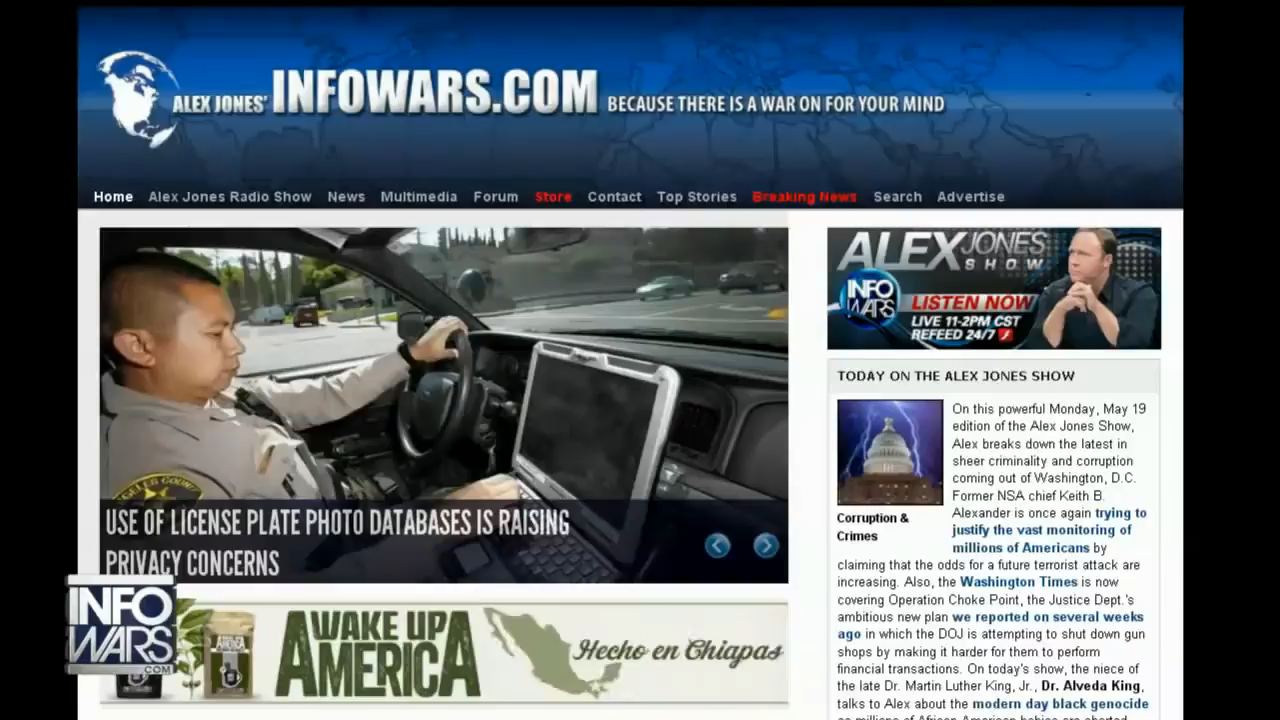 ALEX JONES' INFOWARS.COM BECAUSE THERE IS A WAR ON FOR YOUR MIND
Home Alex Jones Radio Show News Multimedia Forum Store Contact Top Stories Breaking News Search Advertise
USE OF LICENSE PLATE PHOTO DATABASES IS RAISING
PRIVACY CONCERNS
INFO
WARS
.COM
WAKE UP
AMERICA
Hecho en Chiapas
ALEX JONES
SHOW
INFO
WARS
LISTEN NOW
LIVE 11-2PM CST
REFEED 24/7
TODAY ON THE ALEX JONES SHOW
Corruption &
Crimes
On this powerful Monday, May 19
edition of the Alex Jones Show,
Alex breaks down the latest in
sheer criminality and corruption
coming out of Washington, D.C.
Former NSA chief Keith B.
Alexander is once again trying to
justify the vast monitoring of
millions of Americans by
claiming that the odds for a future terrorist attack are
increasing. Also, the Washington Times is now
covering Operation Choke Point, the Justice Dept.'s
ambitious new plan we reported on several weeks
ago in which the DOJ is attempting to shut down gun
shops by making it harder for them to perform
financial transactions. On today's show, the niece of
the late Dr. Martin Luther King, Jr., Dr. Alveda King,
talks to Alex about the modern day black genocide